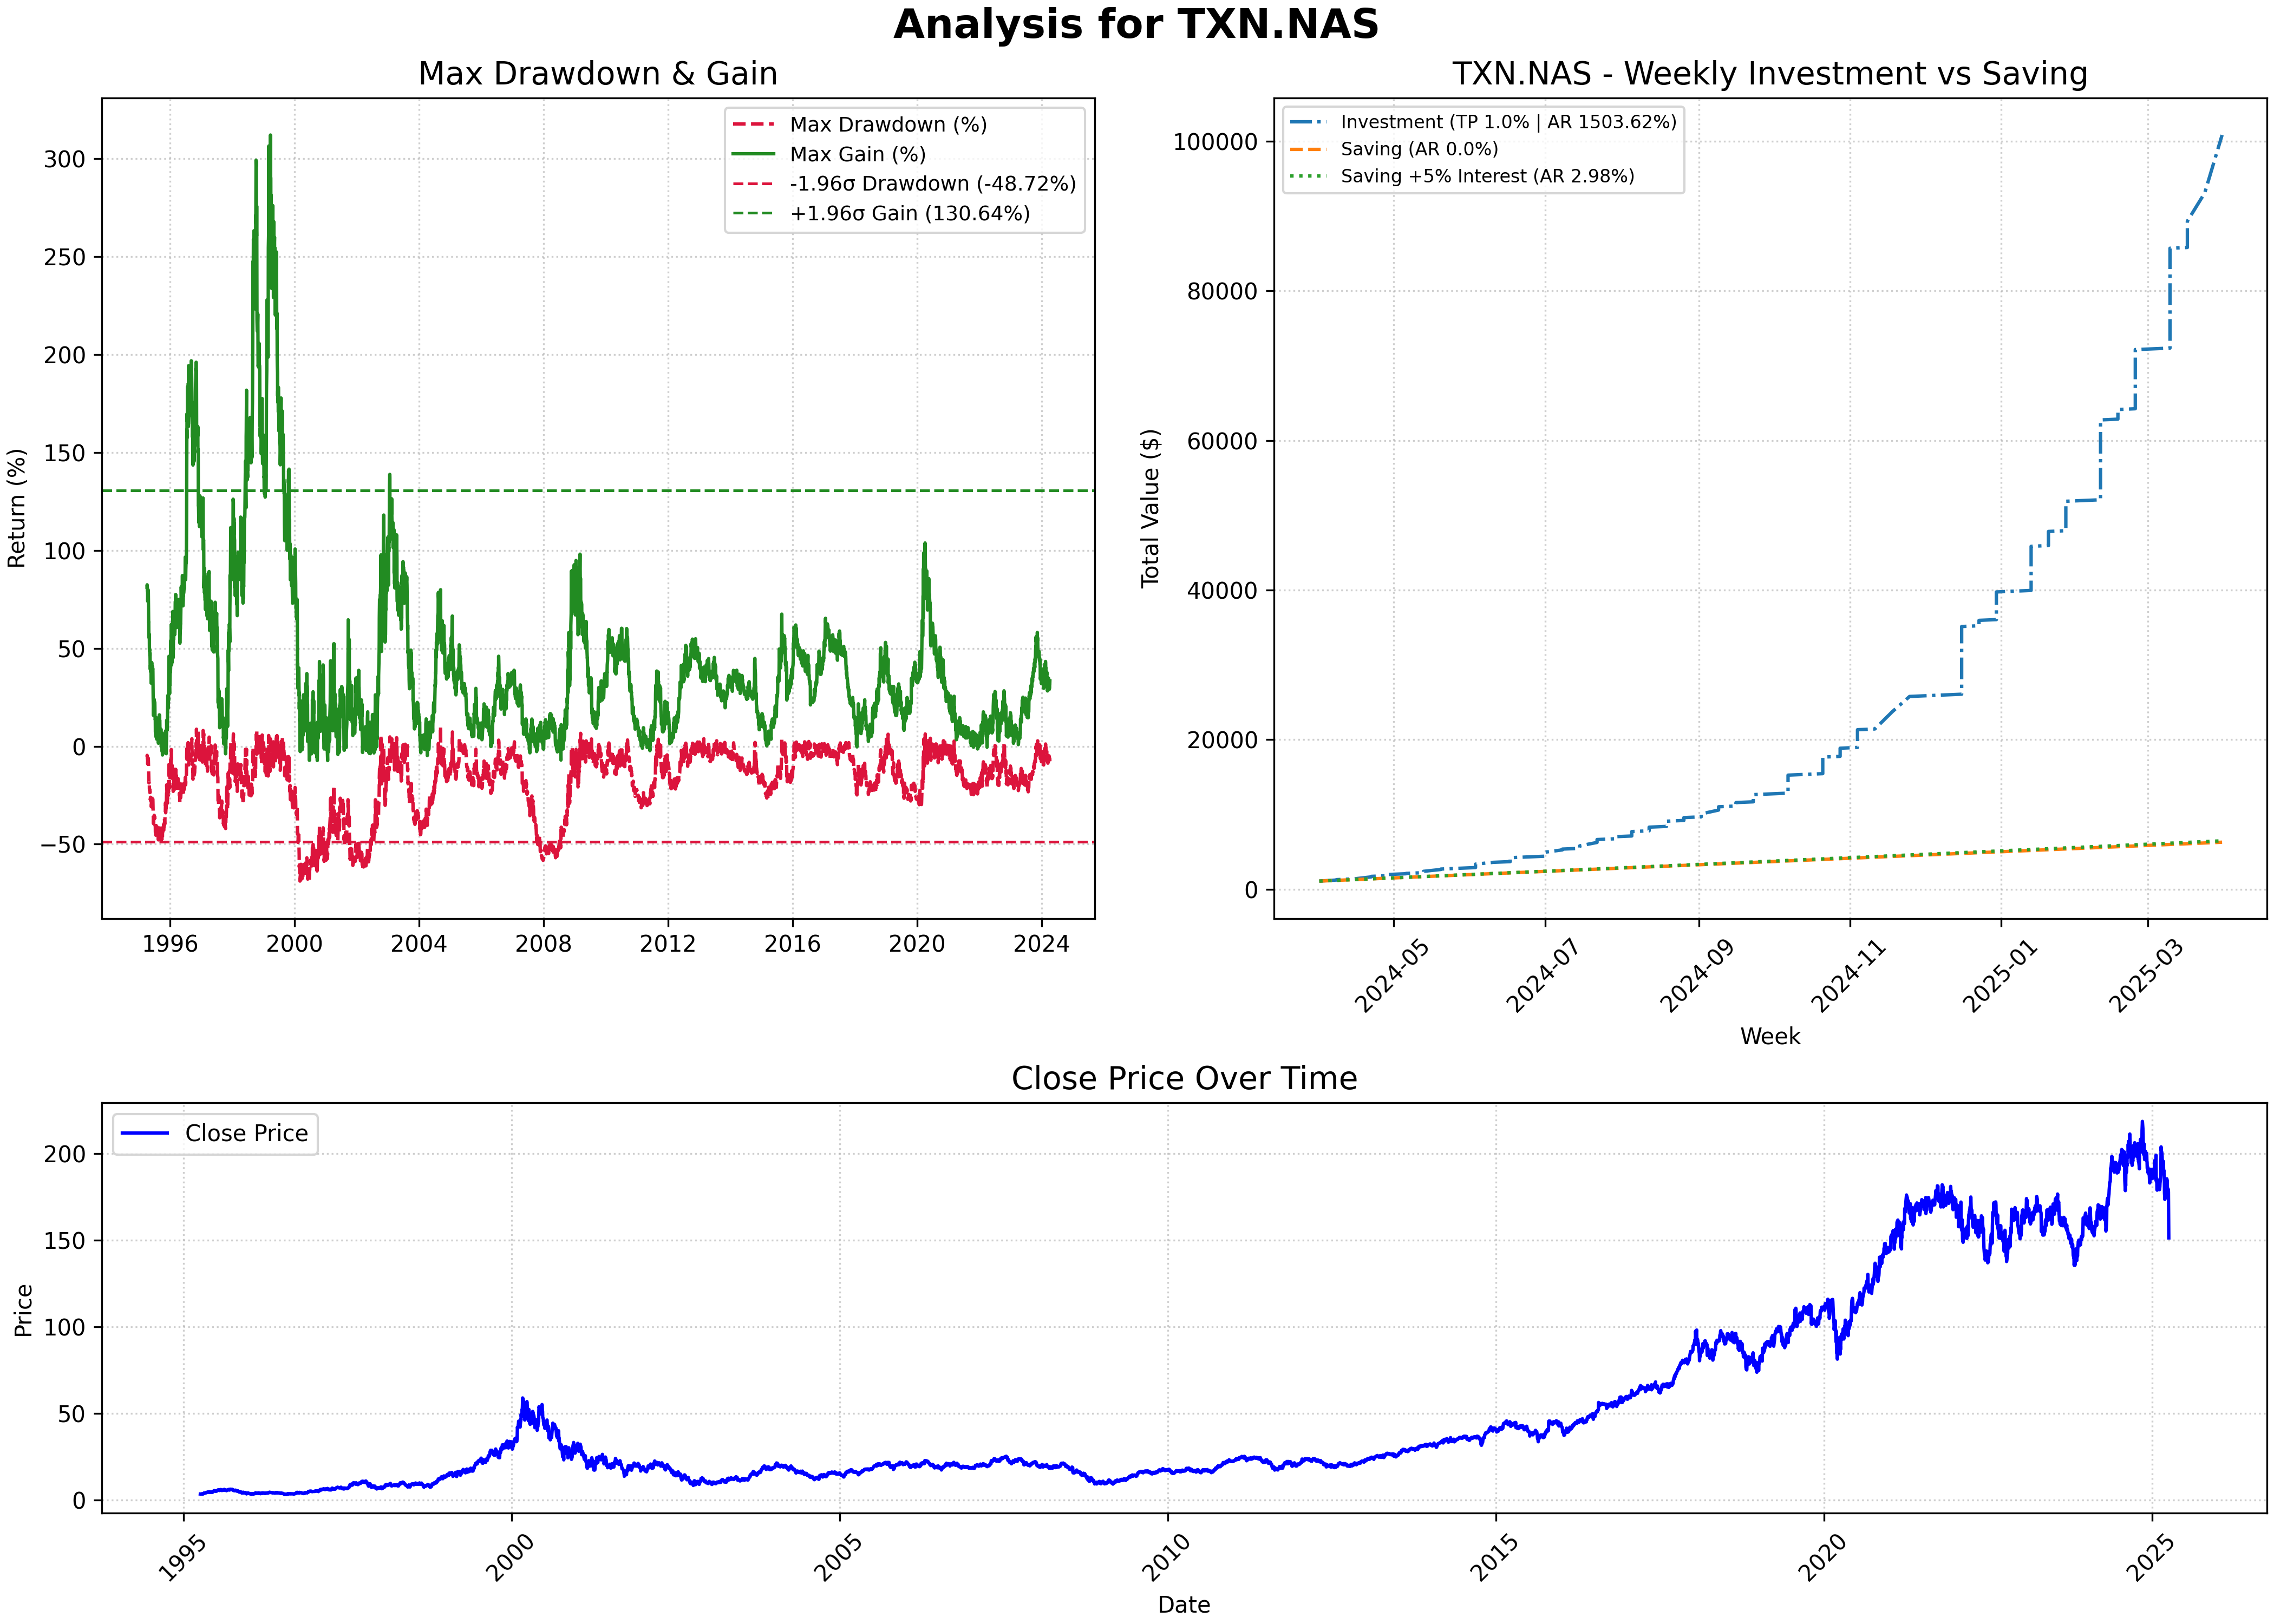 Analysis for TXN.NAS
Max Drawdown & Gain
Return (%)
300
250
200
150
100
50
0
−50
1996 2000 2004 2008 2012 2016 2020 2024
Max Drawdown (%)
Max Gain (%)
-1.96σ Drawdown (-48.72%)
+1.96σ Gain (130.64%)
TXN.NAS - Weekly Investment vs Saving
Total Value ($)
100000
80000
60000
40000
20000
0
Investment (TP 1.0% | AR 1503.62%)
Saving (AR 0.0%)
Saving +5% Interest (AR 2.98%)
2024-05 2024-07 2024-09 2024-11 2025-01 2025-03
Week
Close Price Over Time
Price
200
150
100
50
0
Close Price
1995 2000 2005 2010 2015 2020 2025
Date